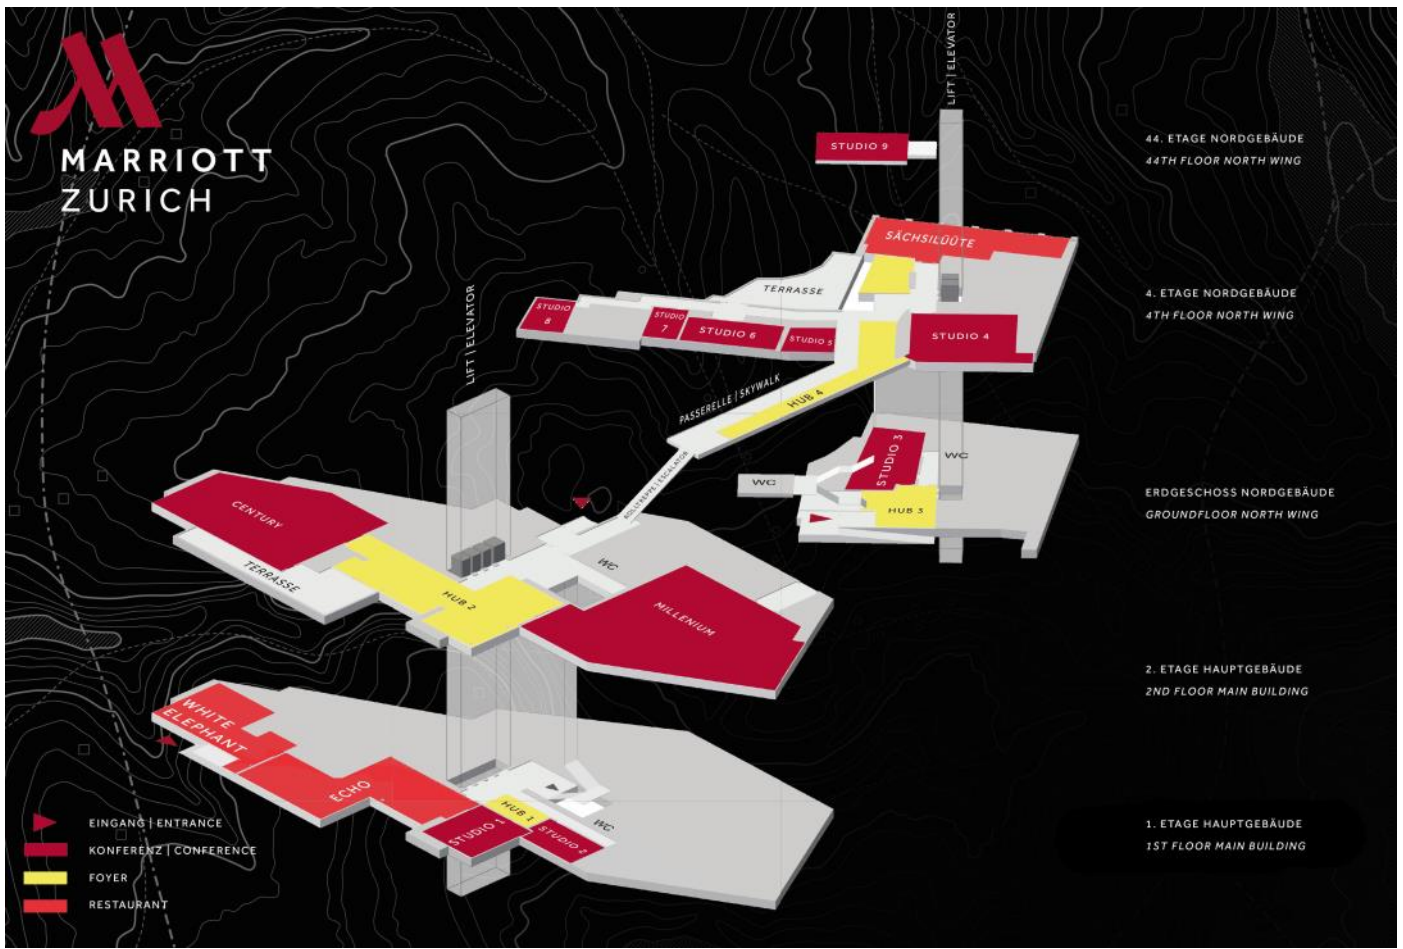 MARRIOTT
ZURICH
LIFT | ELEVATOR
STUDIO 9
44. ETAGE NORDGEBÄUDE
44TH FLOOR NORTH WING
SÄCHSILÜÜTE
TERRASSE
STUDIO
8
STUDIO
7
STUDIO 6
STUDIO 5
STUDIO 4
4. ETAGE NORDGEBÄUDE
4TH FLOOR NORTH WING
LIFT | ELEVATOR
PASSERELLE | SKYWALK
HUB 4
ROLLTREPPE | ESCALATOR
STUDIO 3
WC
WC
HUB 3
ERDGESCHOSS NORDGEBÄUDE
GROUNDFLOOR NORTH WING
CENTURY
TERRASSE
HUB 2
WC
MILLENIUM
2. ETAGE HAUPTGEBÄUDE
2ND FLOOR MAIN BUILDING
WHITE
ELEPHANT
ECHO
HUB 1
STUDIO 1
STUDIO 2
WC
1. ETAGE HAUPTGEBÄUDE
1ST FLOOR MAIN BUILDING
EINGANG | ENTRANCE
KONFERENZ | CONFERENCE
FOYER
RESTAURANT